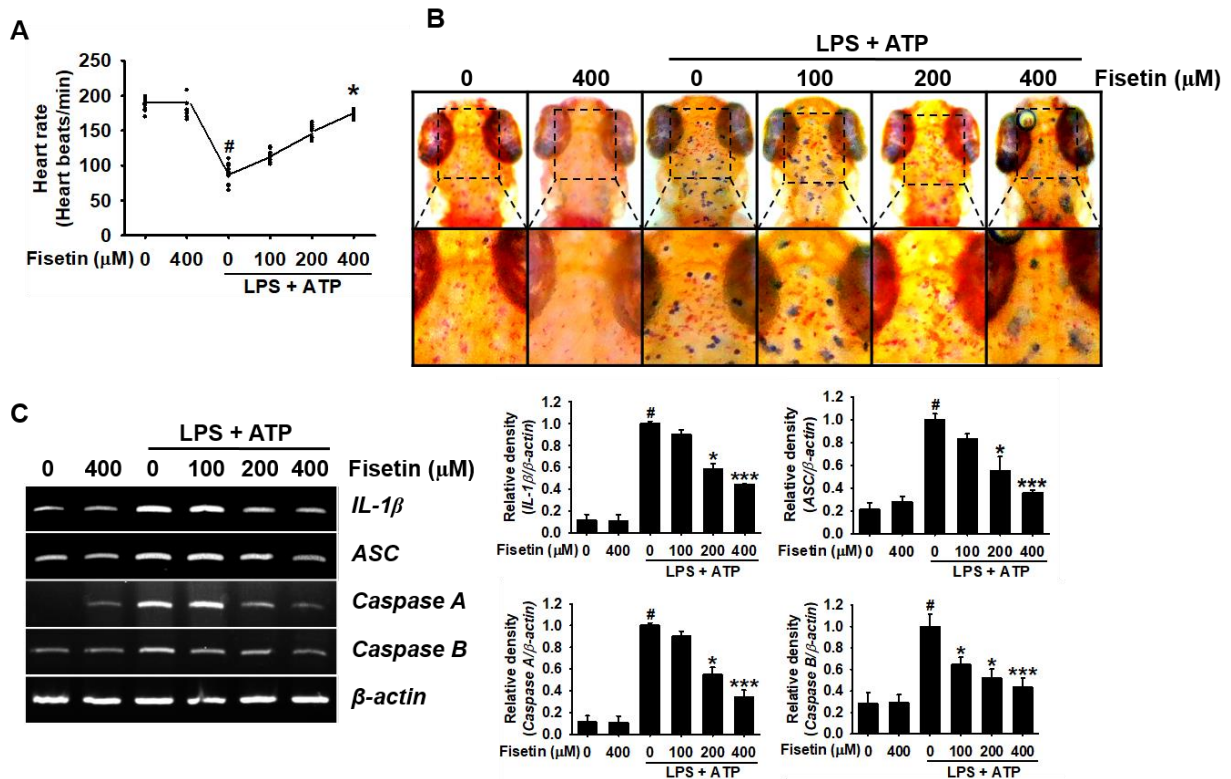 A
Heart rate
(Heart beats/min)
250
200
150
100
50
0
#
*
Fisetin (μM) 0 400 0 100 200 400
LPS + ATP
B
LPS + ATP
0 400 0 100 200 400 Fisetin (μM)
C
LPS + ATP
0 400 0 100 200 400 Fisetin (μM)
IL-1β
ASC
Caspase A
Caspase B
β-actin
Relative density
(IL-1β/β-actin)
1.2
1.0
0.8
0.6
0.4
0.2
0.0
#
*
***
Fisetin (μM) 0 400 0 100 200 400
LPS + ATP
Relative density
(ASC/β-actin)
1.2
1.0
0.8
0.6
0.4
0.2
0.0
#
*
***
Fisetin (μM) 0 400 0 100 200 400
LPS + ATP
Relative density
(Caspase A/β-actin)
1.2
1.0
0.8
0.6
0.4
0.2
0.0
#
*
***
Fisetin (μM) 0 400 0 100 200 400
LPS + ATP
Relative density
(Caspase B/β-actin)
1.2
1.0
0.8
0.6
0.4
0.2
0.0
#
* * ***
Fisetin (μM) 0 400 0 100 200 400
LPS + ATP